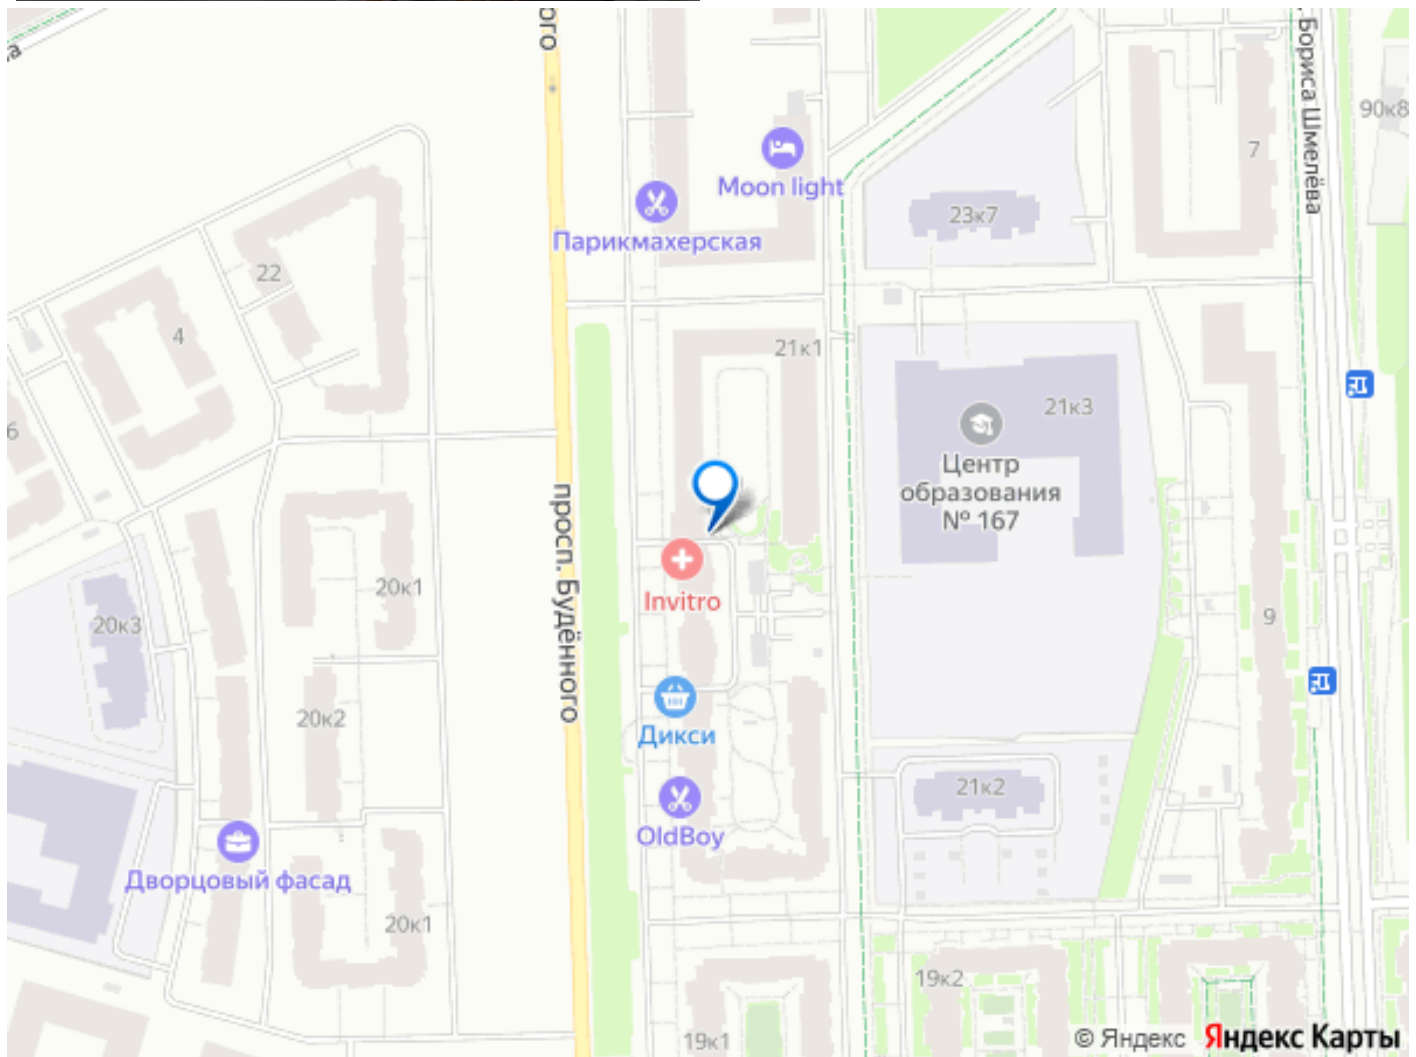 ого
а
Бориса Шмелёва
90к8
7
Moon light
23к7
Парикмахерская
22
4
21к1
21к3
Центр
образования
№ 167
6
просп. Будённого
Invitro
20к1
20к3
9
20к2
Дикси
21к2
OldBoy
Дворцовый фасад
20к1
19к2
19к1
© Яндекс Яндекс Карты